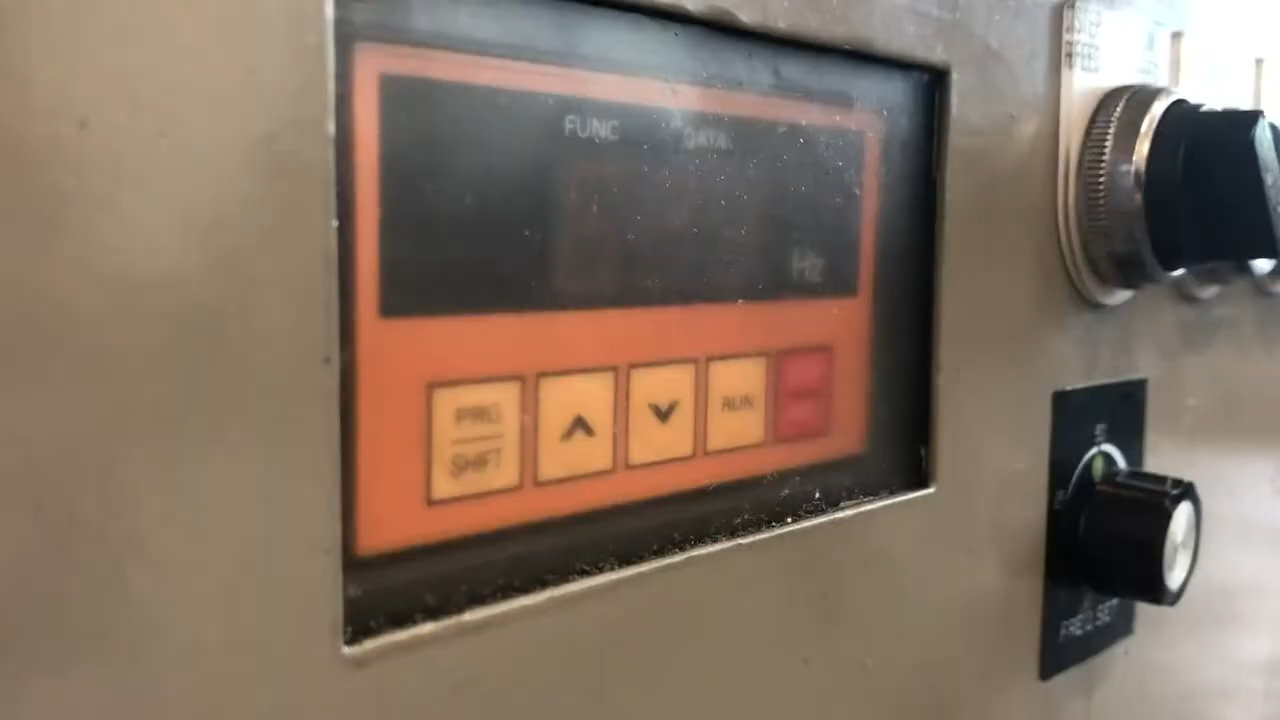 FUNC DATA
Hz
PRG
SHIFT
RUN
FREQ SET